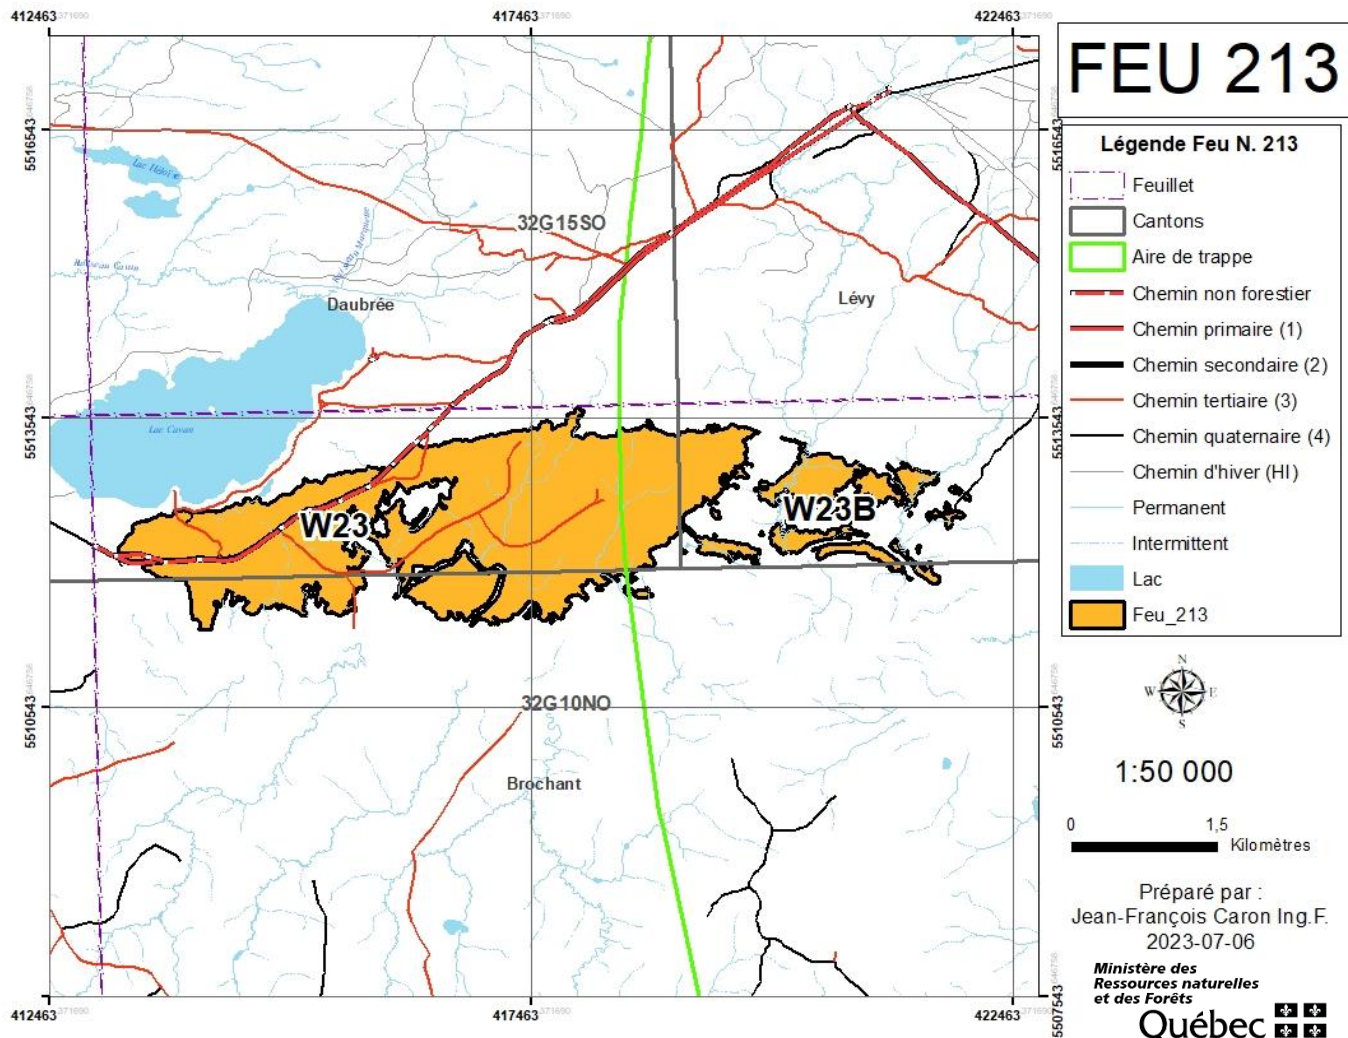 412463
417463
422463
FEU 213
5516543
5516543
Lac Héloïse
32G15SO
Daubrée
Lévy
5513543
5513543
Lac Cavan
W23
W23B
5510543
5510543
32G10NO
Brochant
5507543
412463
417463
422463
Légende Feu N. 213
Feuillet
Cantons
Aire de trappe
Chemin non forestier
Chemin primaire (1)
Chemin secondaire (2)
Chemin tertiaire (3)
Chemin quaternaire (4)
Chemin d'hiver (HI)
Permanent
Intermittent
Lac
Feu_213
N
W E
S
1:50 000
0 1,5
Kilomètres
Préparé par :
Jean-François Caron Ing.F.
2023-07-06
Ministère des
Ressources naturelles
et des Forêts
Québec